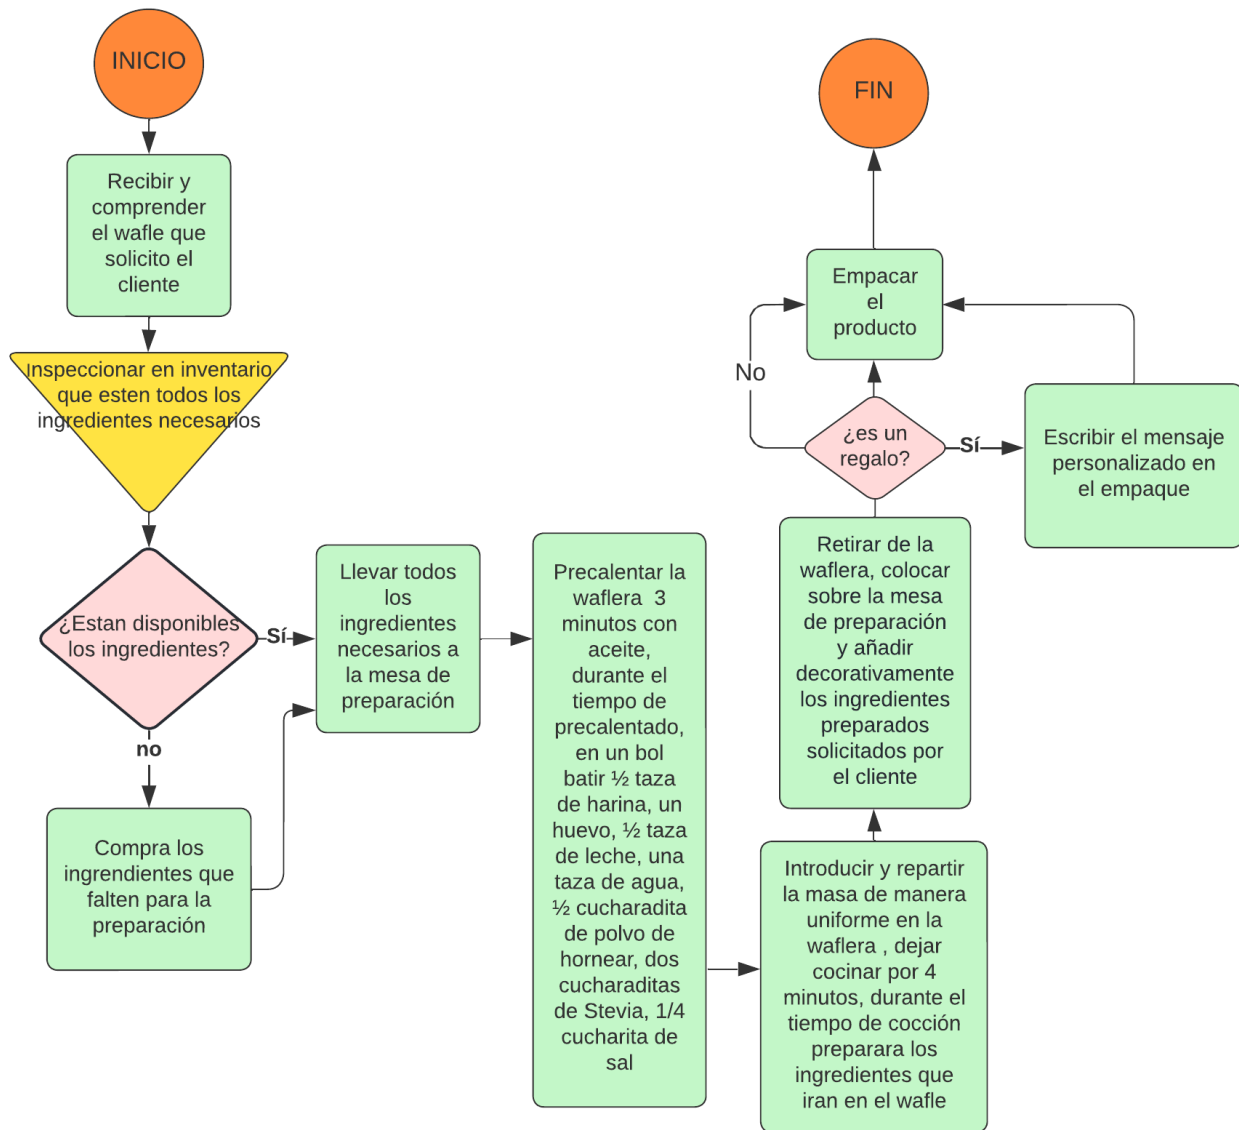 INICIO
Recibir y
comprender
el wafle que
solicito el
cliente
Inspeccionar en inventario
que esten todos los
ingredientes necesarios
¿Estan disponibles
los ingredientes?
Sí
no
Compra los
ingrendientes que
falten para la
preparación
Llevar todos
los
ingredientes
necesarios a
la mesa de
preparación
Precalentar la
waflera 3
minutos con
aceite,
durante el
tiempo de
precalentado,
en un bol
batir ½ taza
de harina, un
huevo, ½ taza
de leche, una
taza de agua,
½ cucharadita
de polvo de
hornear, dos
cucharaditas
de Stevia, 1/4
cucharita de
sal
Introducir y repartir
la masa de manera
uniforme en la
waflera , dejar
cocinar por 4
minutos, durante el
tiempo de cocción
preparara los
ingredientes que
iran en el wafle
Retirar de la
waflera, colocar
sobre la mesa
de preparación
y añadir
decorativamente
los ingredientes
preparados
solicitados por
el cliente
¿es un
regalo?
No
Sí
Escribir el mensaje
personalizado en
el empaque
Empacar
el
producto
FIN